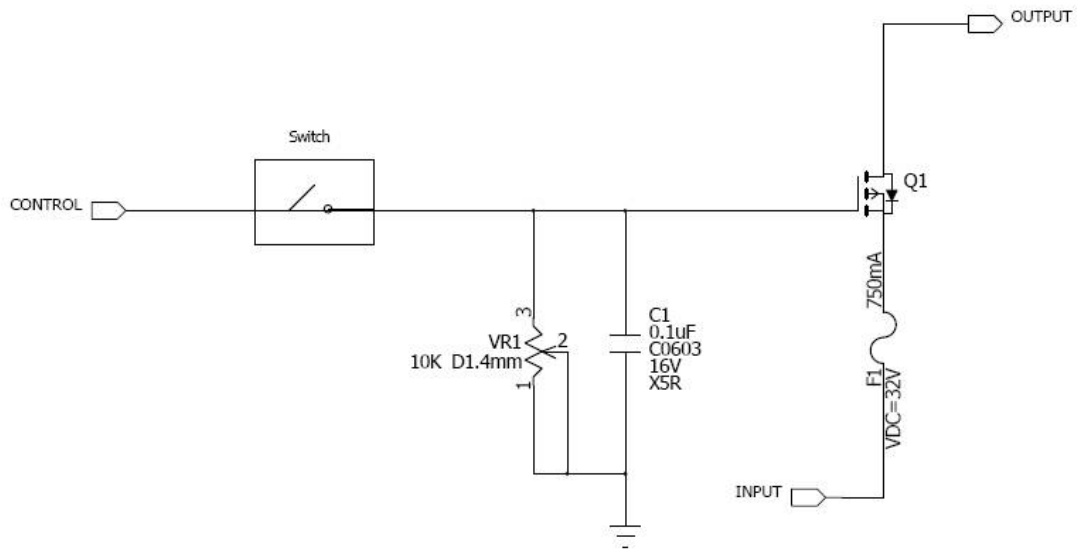 OUTPUT
Switch
Q1
CONTROL
750mA
3
VR1
2
10K D1.4mm
1
C1
0.1uF
C0603
16V
X5R
F1
VDC=32V
INPUT